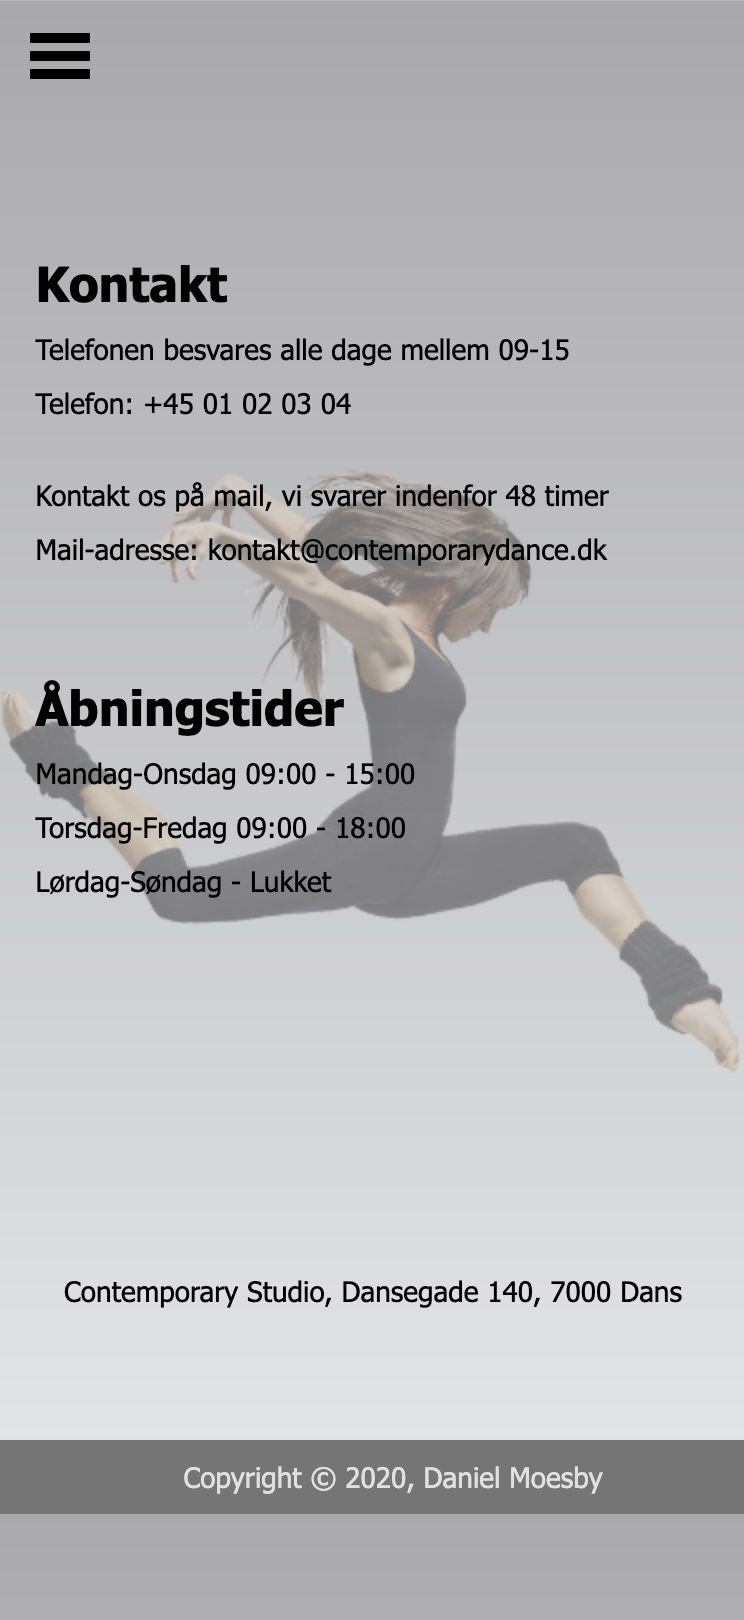 Kontakt
Telefonen besvares alle dage mellem 09-15
Telefon: +45 01 02 03 04
Kontakt os på mail, vi svarer indenfor 48 timer
Mail-adresse: kontakt@contemporarydance.dk
Åbningstider
Mandag-Onsdag 09:00 - 15:00
Torsdag-Fredag 09:00 - 18:00
Lørdag-Søndag - Lukket
Contemporary Studio, Dansegade 140, 7000 Dans
Copyright © 2020, Daniel Moesby